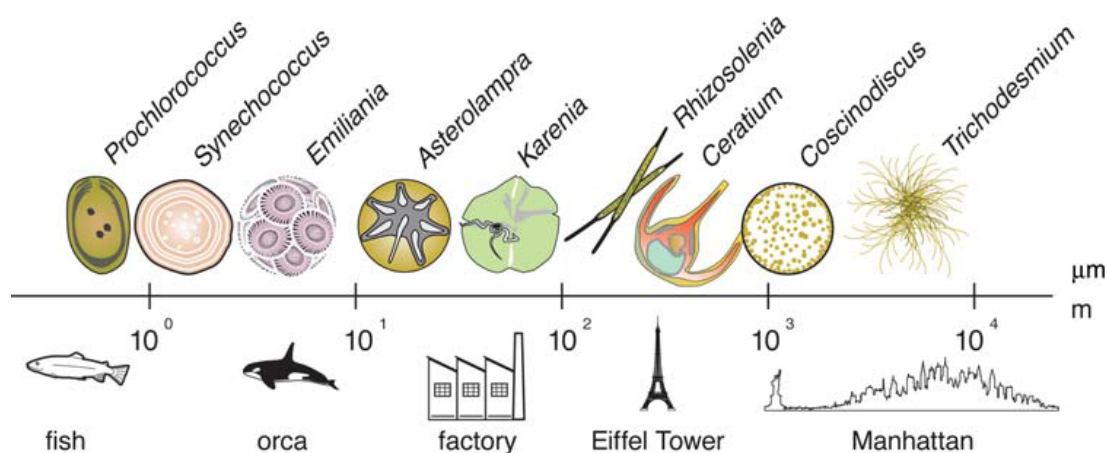 Prochlorococcus
Synechococcus
Emiliania
Asterolampra
Karenia
Rhizosolenia
Ceratium
Coscinodiscus
Trichodesmium
μm
m
10⁰ 10¹ 10² 10³ 10⁴
fish orca factory Eiffel Tower Manhattan